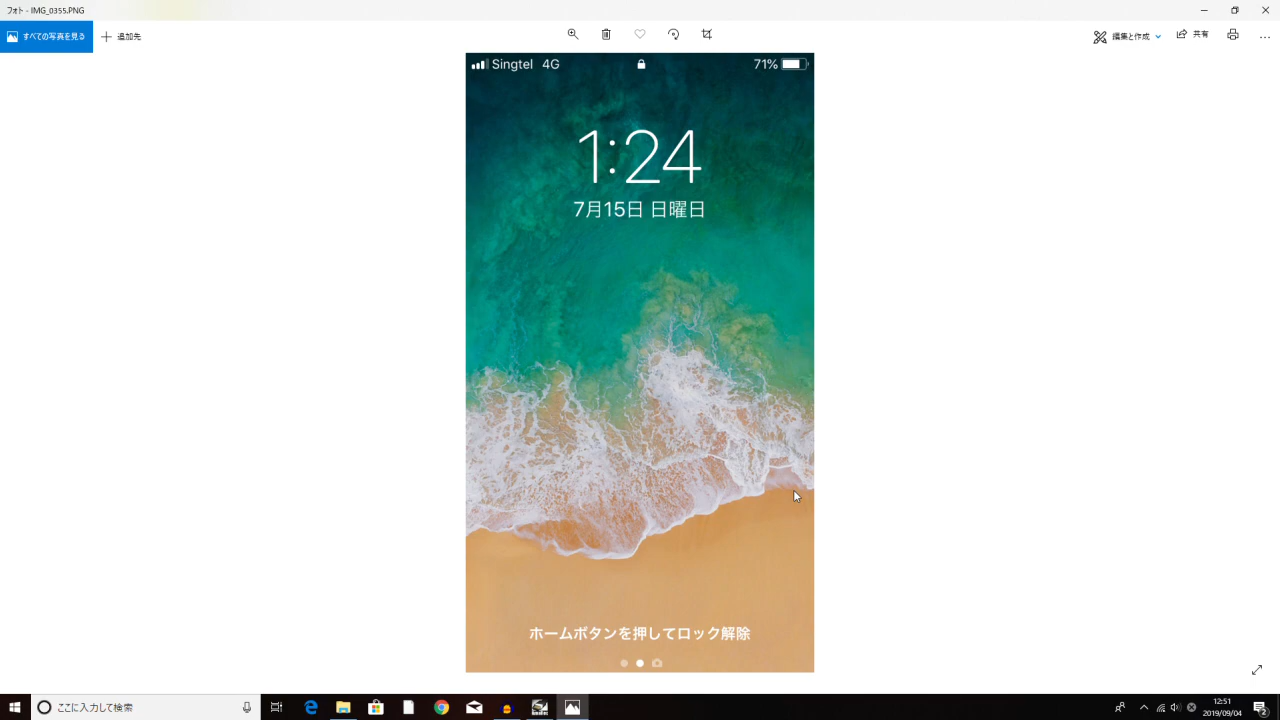 フォト - IMG_0355.PNG
すべての写真を見る
追加先
編集と作成
共有
Singtel 4G
71%
1:24
7月15日 日曜日
ホームボタンを押してロック解除
ここに入力して検索
12:51
2019/09/04
2